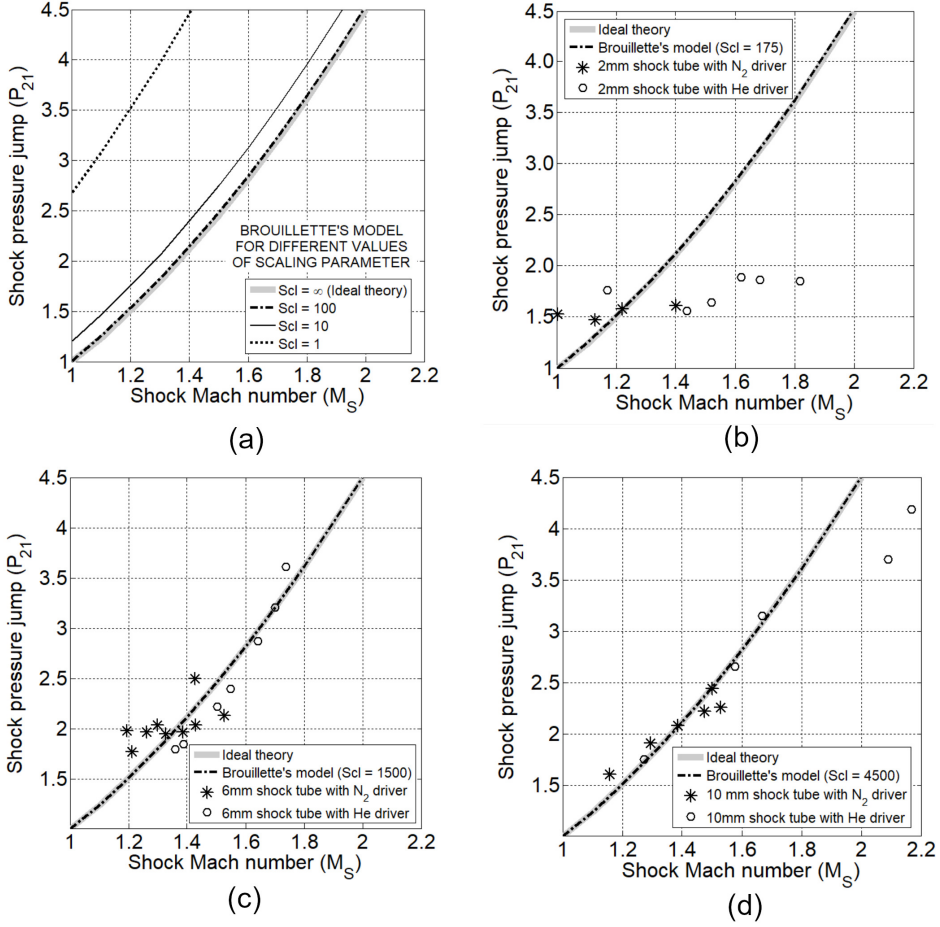 4.5
4.0
3.5
3.0
2.5
2
1.5
1
1
1.2
1.4
1.6
1.8
2
2.2
Shock pressure jump (P21)
Shock Mach number (MS)
BROUILLETTE'S MODEL
FOR DIFFERENT VALUES
OF SCALING PARAMETER
Scl = ∞ (Ideal theory)
Scl = 100
Scl = 10
Scl = 1
(a)
4.5
4.0
3.5
3.0
2.5
2.0
1.5
1
1
1.2
1.4
1.6
1.8
2
2.2
Shock pressure jump (P21)
Shock Mach number (MS)
Ideal theory
Brouillette's model (Scl = 175)
2mm shock tube with N2 driver
2mm shock tube with He driver
(b)
4.5
4
3.5
3
2.5
2
1.5
1
1.2
1.4
1.6
1.8
2
2.2
Shock pressure jump (P21)
Shock Mach number (MS)
Ideal theory
Brouillette's model (Scl = 1500)
6mm shock tube with N2 driver
6mm shock tube with He driver
(c)
4.5
4
3.5
3
2.5
2
1.5
1
1.2
1.4
1.6
1.8
2
2.2
Shock pressure jump (P21)
Shock Mach number (MS)
Ideal theory
Brouillette's model (Scl = 4500)
10 mm shock tube with N2 driver
10mm shock tube with He driver
(d)